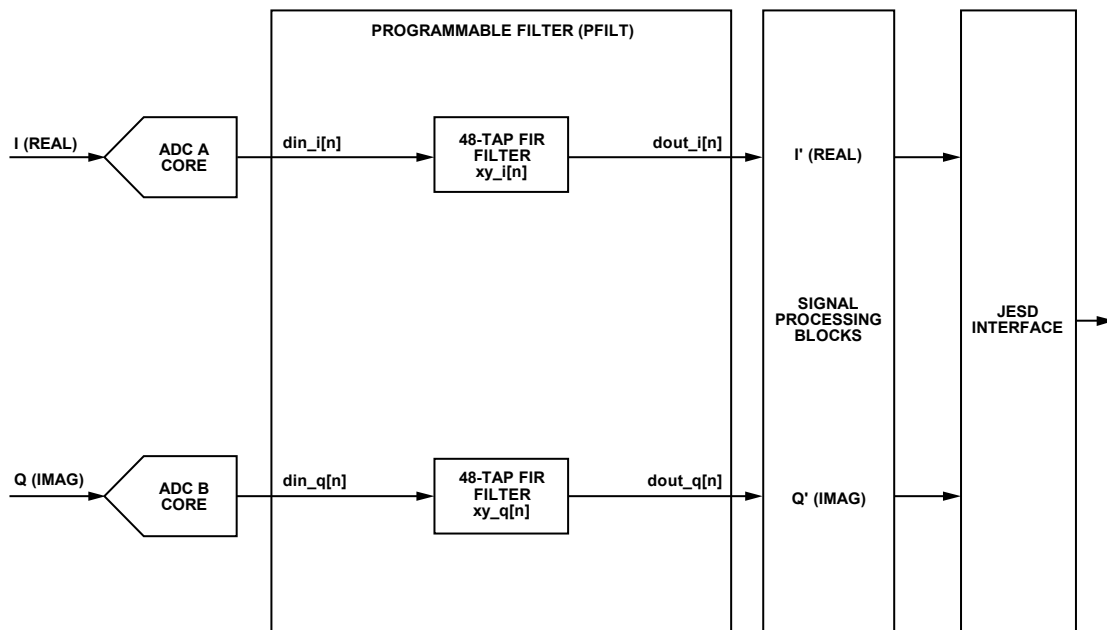 PROGRAMMABLE FILTER (PFILT)
I (REAL)
ADC A
CORE
din_i[n]
48-TAP FIR
FILTER
xy_i[n]
dout_i[n]
I' (REAL)
SIGNAL
PROCESSING
BLOCKS
JESD
INTERFACE
Q (IMAG)
ADC B
CORE
din_q[n]
48-TAP FIR
FILTER
xy_q[n]
dout_q[n]
Q' (IMAG)